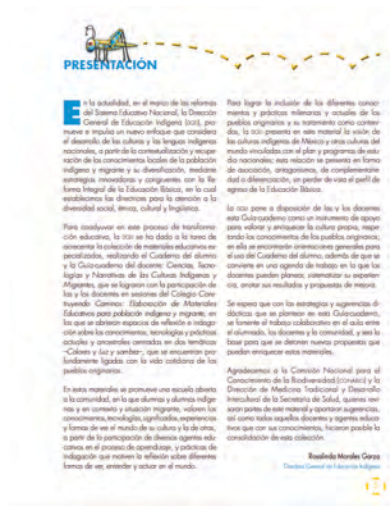 PRESENTACIÓN
En la actualidad, en el marco de las reformas
del Sistema Educativo Nacional, la Dirección
General de Educación Indígena (DGEI), pro-
mueve e impulsa un nuevo enfoque que considera
el desarrollo de las culturas y las lenguas indígenas
nacionales, a partir de la contextualización y recupe-
ración de los conocimientos locales de la población
indígena y migrante y su diversificación, mediante
estrategias innovadoras y congruentes con la Re-
forma Integral de la Educación Básica, en la cual
establecimos las directrices para la atención a la
diversidad social, étnica, cultural y lingüística.
Para coadyuvar en este proceso de transforma-
ción educativa, la DGEI se ha dado a la tarea de
acrecentar la colección de materiales educativos es-
pecializados, realizando el Cuaderno del alumno
y la Guía-cuaderno del docente: Ciencias, Tecno-
logías y Narrativas de las Culturas Indígenas y
Migrantes, que se lograron con la participación de
las y los docentes en sesiones del Colegio Cons-
truyendo Caminos: Elaboración de Materiales
Educativos para población indígena y migrante, en
las que se abrieron espacios de reflexión e indaga-
ción sobre los conocimientos, tecnologías y prácticas
actuales y ancestrales centradas en dos temáticas
–Colores y Luz y sombra–, que se encuentran pro-
fundamente ligadas con la vida cotidiana de los
pueblos originarios.
En estos materiales se promueve una escuela abierta
a la comunidad, en la que alumnas y alumnos indíge-
nas y en contexto y situación migrante, valoren los
conocimientos, tecnologías, significados, experiencias
y formas de ver el mundo de su cultura y la de otras,
a partir de la participación de diversos agentes edu-
cativos en el proceso de aprendizaje, y prácticas de
indagación que motiven la reflexión sobre diferentes
formas de ver, entender y actuar en el mundo.
Para lograr la inclusión de los diferentes conoci-
mientos y prácticas milenarias y actuales de los
pueblos originarios y su tratamiento como conteni-
dos, la DGEI presenta en este material la visión de
las culturas indígenas de México y otras culturas del
mundo vinculadas con el plan y programas de estu-
dio nacionales; esta relación se presenta en forma
de asociación, antagonismos, de complementarie-
dad o diferenciación, sin perder de vista el perfil de
egreso de la Educación Básica.
La DGEI pone a disposición de las y los docentes
esta Guía-cuaderno como un instrumento de apoyo
para valorar y enriquecer la cultura propia, respe-
tando los conocimientos de los pueblos originarios,
en ella se encontrarán orientaciones generales para
el uso del Cuaderno del alumno, además de que se
convierte en una agenda de trabajo en la que los
docentes pueden planear, sistematizar su experien-
cia, anotar sus resultados y propuestas de mejora.
Se espera que con las estrategias y sugerencias di-
dácticas que se plantean en esta Guía-cuaderno,
se fomente el trabajo colaborativo en el aula entre
el alumnado, los docentes y la comunidad, y sea la
base para que se detonen nuevas propuestas que
puedan enriquecer estos materiales.
Agradecemos a la Comisión Nacional para el
Conocimiento de la Biodiversidad (CONABIO) y la
Dirección de Medicina Tradicional y Desarrollo
Intercultural de la Secretaría de Salud, quienes revi-
saron partes de este material y aportaron sugerencias,
así como todos aquellos docentes y agentes educa-
tivos que con sus conocimientos, hicieron posible la
consolidación de esta colección.
Rosalinda Morales Garza
Directora General de Educación Indígena